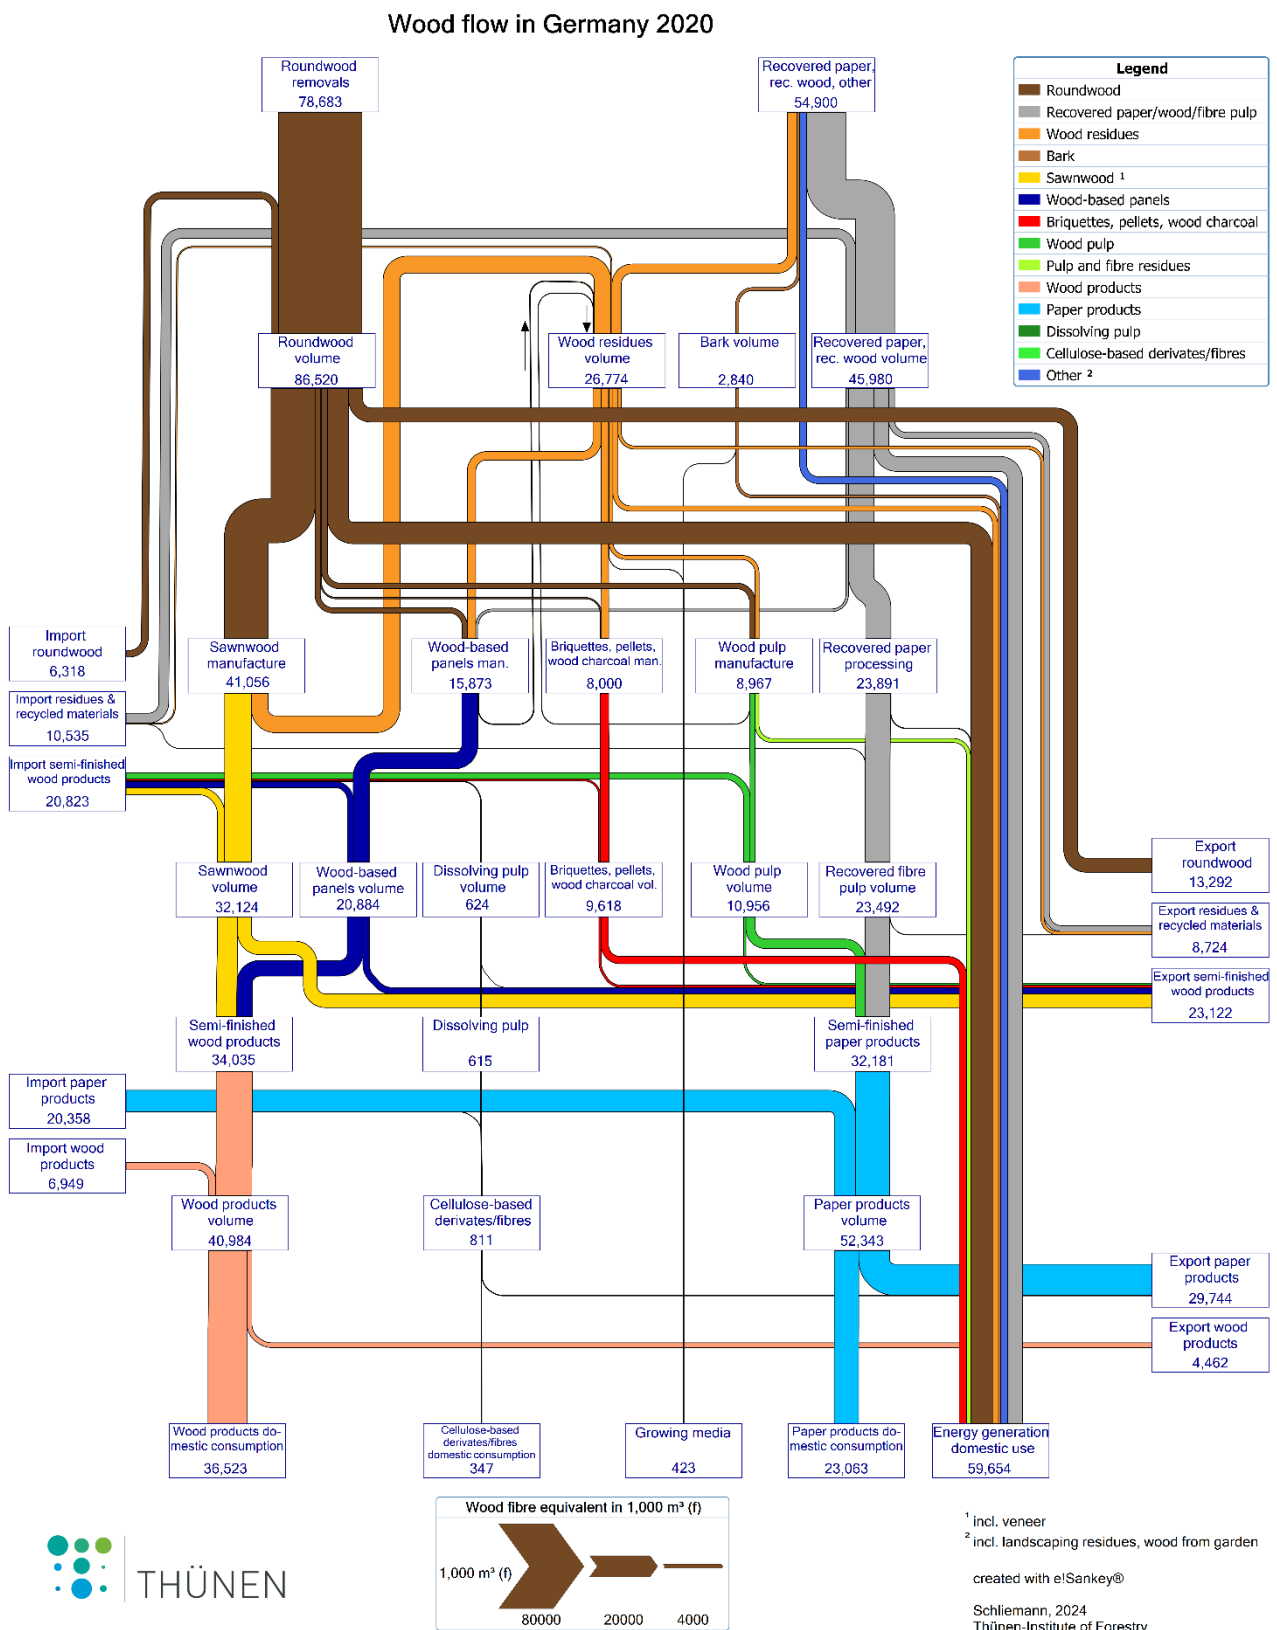 Wood flow in Germany 2020
Roundwood
removals
78,683
Recovered paper,
rec. wood, other
54,900
Legend
Roundwood
Recovered paper/wood/fibre pulp
Wood residues
Bark
Sawnwood ¹
Wood-based panels
Briquettes, pellets, wood charcoal
Wood pulp
Pulp and fibre residues
Wood products
Paper products
Dissolving pulp
Cellulose-based derivates/fibres
Other ²
Roundwood
volume
86,520
Wood residues
volume
26,774
Bark volume
2,840
Recovered paper,
rec. wood volume
45,980
Import
roundwood
6,318
Sawnwood
manufacture
41,056
Wood-based
panels man.
15,873
Briquettes, pellets,
wood charcoal man.
8,000
Wood pulp
manufacture
8,967
Recovered paper
processing
23,891
Import residues &
recycled materials
10,535
Import semi-finished
wood products
20,823
Sawnwood
volume
32,124
Wood-based
panels volume
20,884
Dissolving pulp
volume
624
Briquettes, pellets,
wood charcoal vol.
9,618
Wood pulp
volume
10,956
Recovered fibre
pulp volume
23,492
Export
roundwood
13,292
Export residues &
recycled materials
8,724
Export semi-finished
wood products
23,122
Semi-finished
wood products
34,035
Dissolving pulp
615
Semi-finished
paper products
32,181
Import paper
products
20,358
Import wood
products
6,949
Wood products
volume
40,984
Cellulose-based
derivates/fibres
811
Paper products
volume
52,343
Export paper
products
29,744
Export wood
products
4,462
Wood products do-
mestic consumption
36,523
Cellulose-based
derivates/fibres
domestic consumption
347
Growing media
423
Paper products do-
mestic consumption
23,063
Energy generation
domestic use
59,654
Wood fibre equivalent in 1,000 m³ (f)
1,000 m³ (f)
80000 20000 4000
THÜNEN
¹ incl. veneer
² incl. landscaping residues, wood from garden
created with e!Sankey®
Schliemann, 2024
Thünen-Institute of Forestry